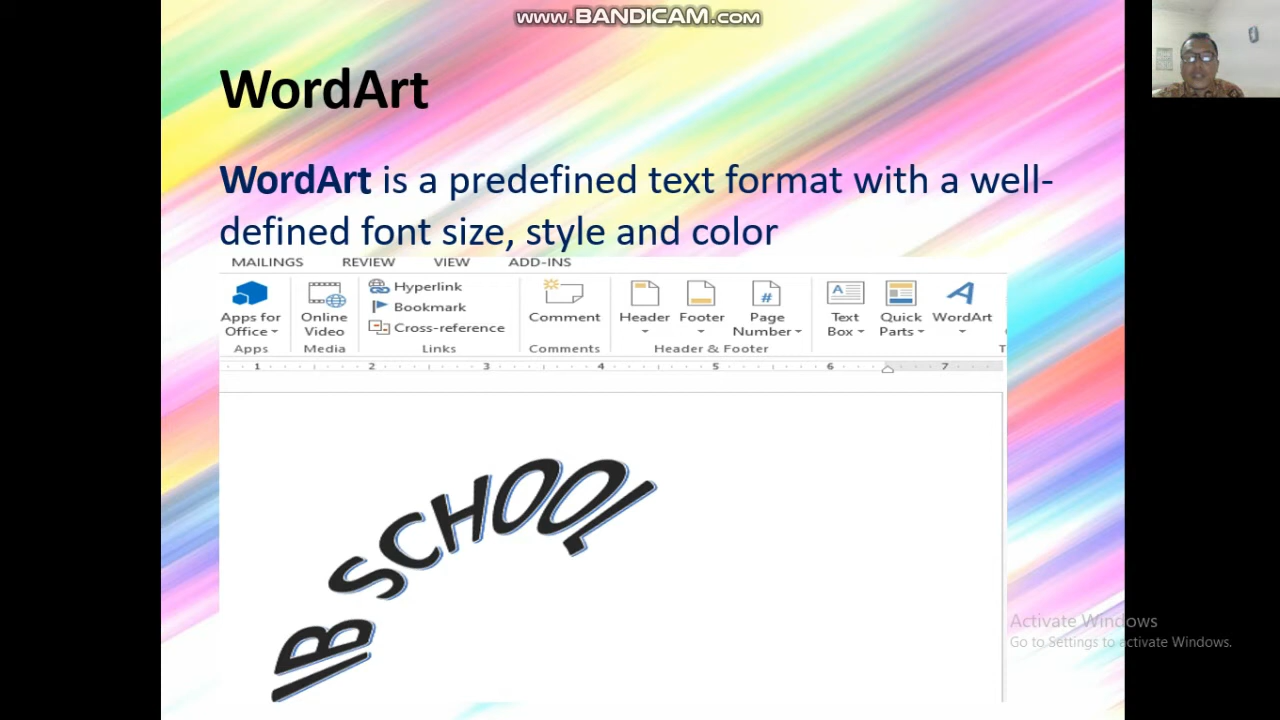 www.BANDICAM.com
WordArt
WordArt is a predefined text format with a well-
defined font size, style and color
MAILINGS REVIEW VIEW ADD-INS
Apps for Office
Online Video
Hyperlink
Bookmark
Cross-reference
Comment
Header
Footer
Page Number
Text Box
Quick Parts
WordArt
Apps Media Links Comments Header & Footer T
1 2 3 4 5 6 7
IB SCHOOL
Activate Windows
Go to Settings to activate Windows.